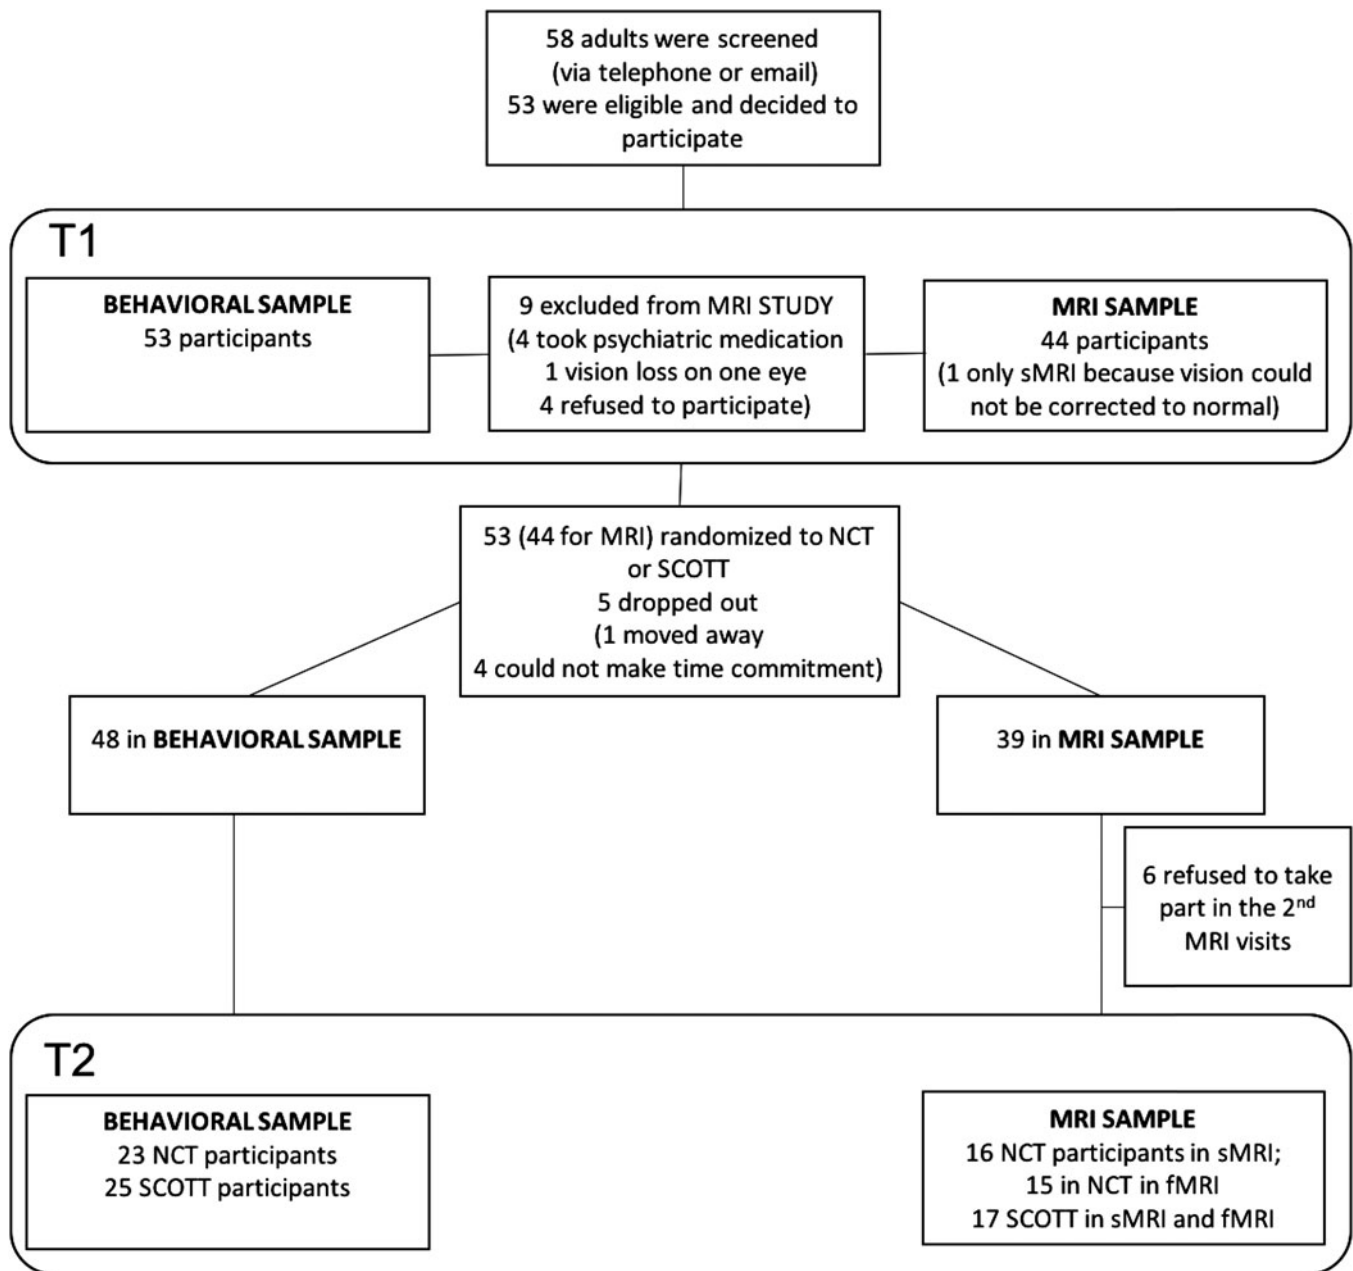 58 adults were screened
(via telephone or email)
53 were eligible and decided to
participate
T1
BEHAVIORAL SAMPLE
53 participants
9 excluded from MRI STUDY
(4 took psychiatric medication
1 vision loss on one eye
4 refused to participate)
MRI SAMPLE
44 participants
(1 only sMRI because vision could
not be corrected to normal)
53 (44 for MRI) randomized to NCT
or SCOTT
5 dropped out
(1 moved away
4 could not make time commitment)
48 in BEHAVIORAL SAMPLE
39 in MRI SAMPLE
6 refused to take
part in the 2nd
MRI visits
T2
BEHAVIORAL SAMPLE
23 NCT participants
25 SCOTT participants
MRI SAMPLE
16 NCT participants in sMRI;
15 in NCT in fMRI
17 SCOTT in sMRI and fMRI